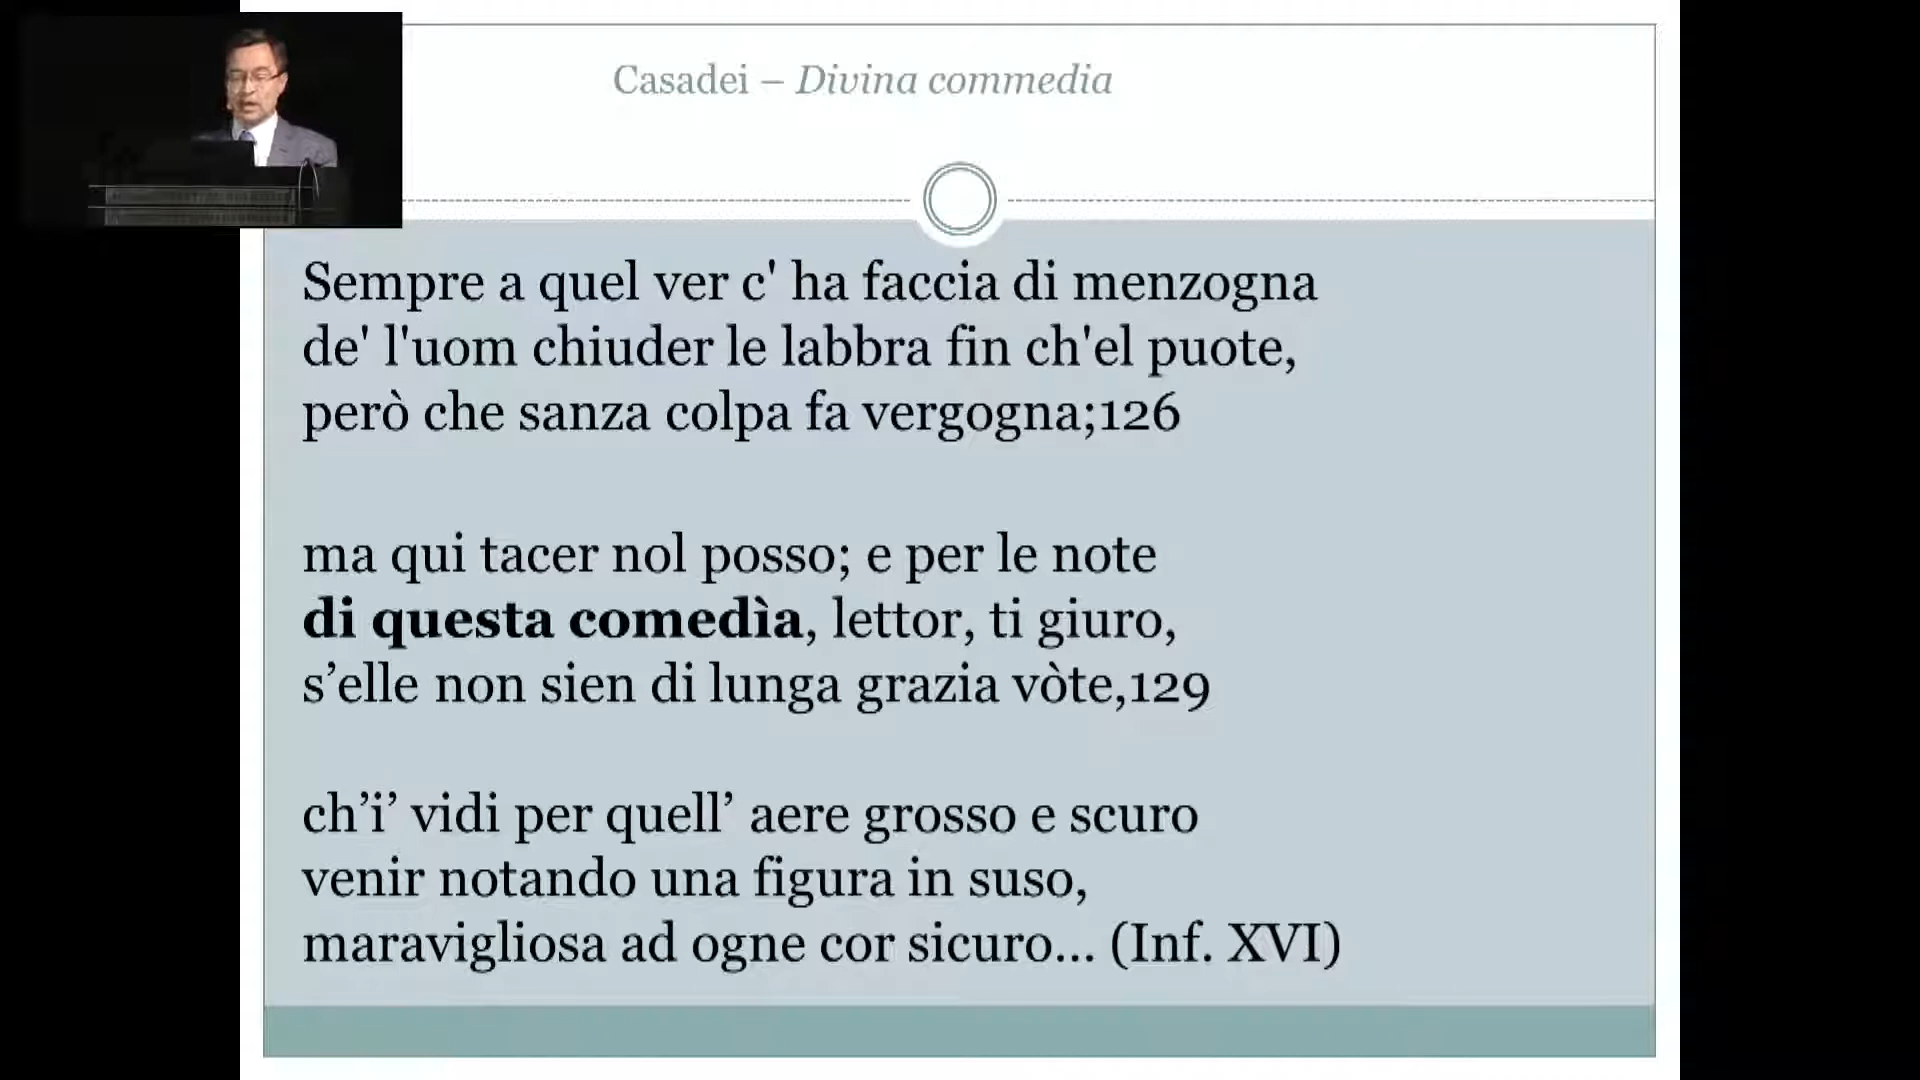 Casadei – Divina commedia
Sempre a quel ver c' ha faccia di menzogna
de' l'uom chiuder le labbra fin ch'el puote,
però che sanza colpa fa vergogna;126
ma qui tacer nol posso; e per le note
di questa comedìa, lettor, ti giuro,
s’elle non sien di lunga grazia vòte,129
ch’i’ vidi per quell’ aere grosso e scuro
venir notando una figura in suso,
maravigliosa ad ogne cor sicuro... (Inf. XVI)